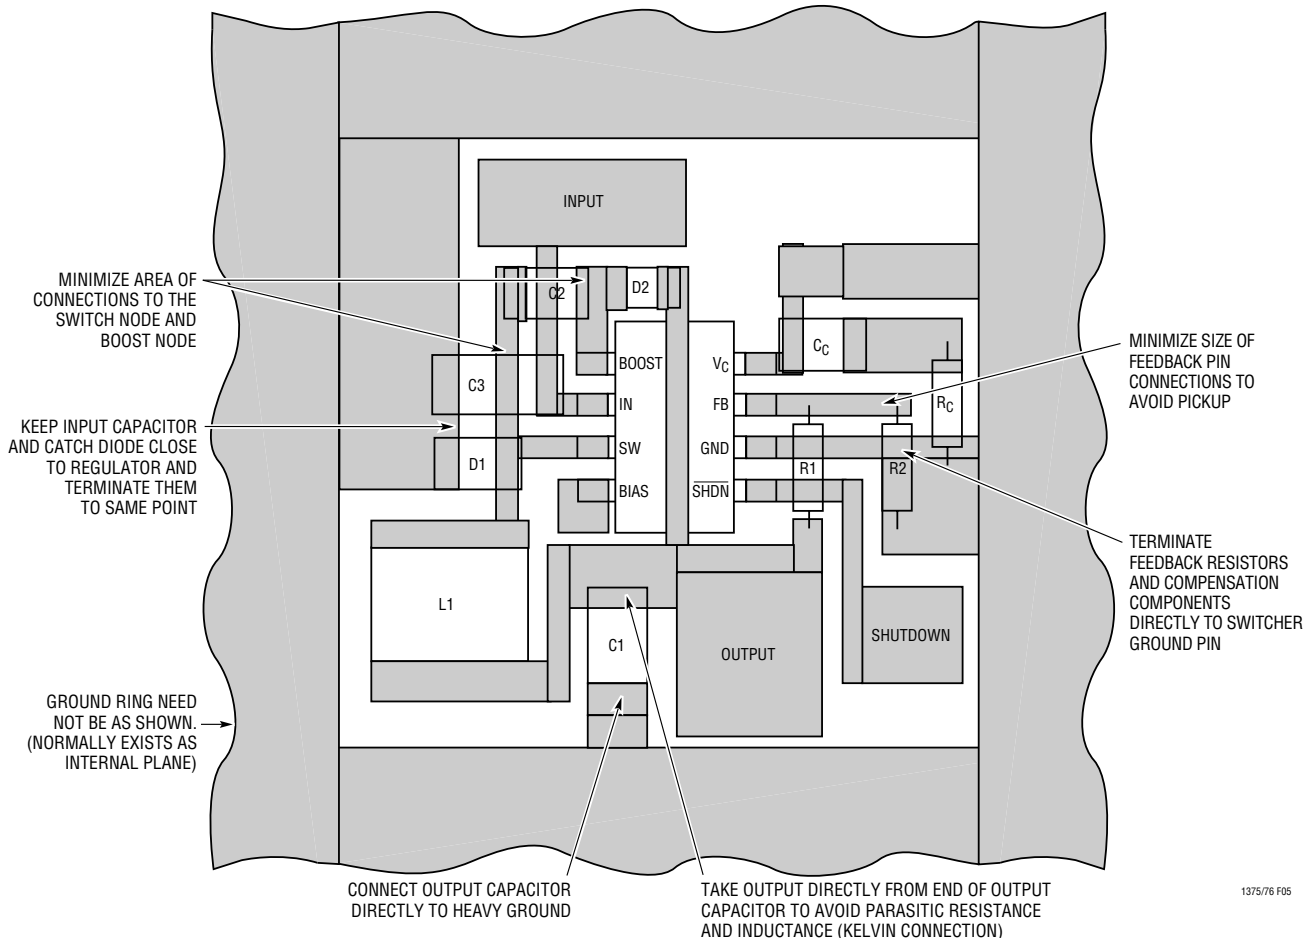 INPUT
MINIMIZE AREA OF
CONNECTIONS TO THE
SWITCH NODE AND
BOOST NODE
C2
D2
BOOST
VC
CC
MINIMIZE SIZE OF
FEEDBACK PIN
CONNECTIONS TO
AVOID PICKUP
C3
IN
FB
RC
KEEP INPUT CAPACITOR
AND CATCH DIODE CLOSE
TO REGULATOR AND
TERMINATE THEM
TO SAME POINT
D1
SW
GND
R1
R2
BIAS
SHDN
TERMINATE
FEEDBACK RESISTORS
AND COMPENSATION
COMPONENTS
DIRECTLY TO SWITCHER
GROUND PIN
L1
C1
OUTPUT
SHUTDOWN
GROUND RING NEED
NOT BE AS SHOWN.
(NORMALLY EXISTS AS
INTERNAL PLANE)
CONNECT OUTPUT CAPACITOR
DIRECTLY TO HEAVY GROUND
TAKE OUTPUT DIRECTLY FROM END OF OUTPUT
CAPACITOR TO AVOID PARASITIC RESISTANCE
AND INDUCTANCE (KELVIN CONNECTION)
1375/76 F05